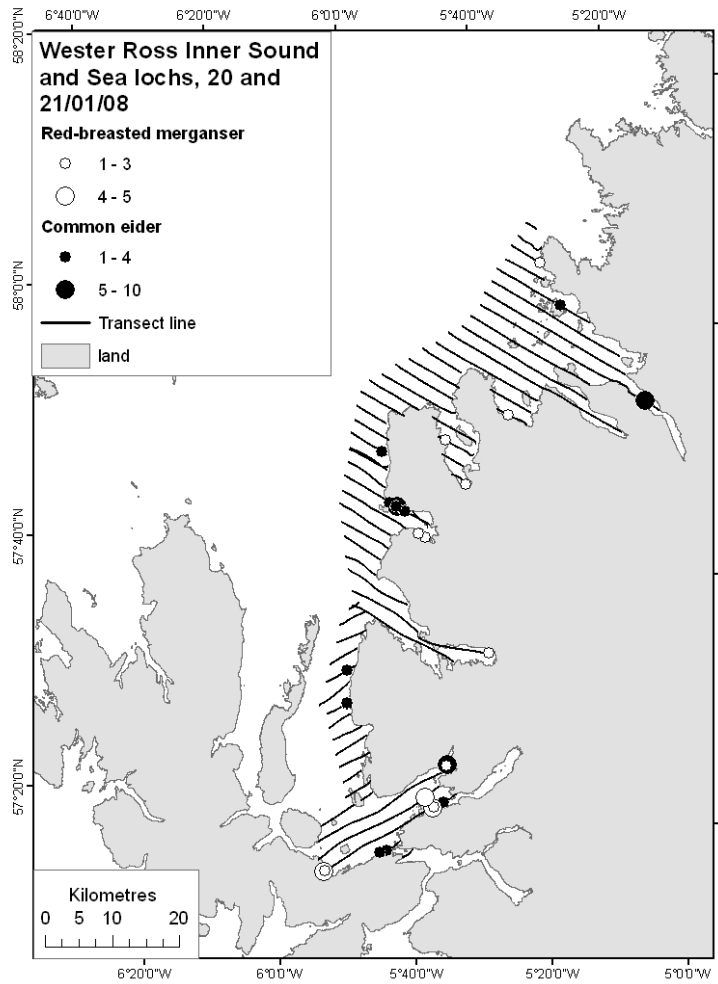 6°40'0"W 6°20'0"W 6°0'0"W 5°40'0"W 5°20'0"W
58°20'0"N
Wester Ross Inner Sound
and Sea lochs, 20 and
21/01/08
Red-breasted merganser
1 - 3
4 - 5
Common eider
1 - 4
5 - 10
Transect line
land
58°0'0"N
57°40'0"N
57°20'0"N
Kilometres
0 5 10 20
6°20'0"W 6°0'0"W 5°40'0"W 5°20'0"W 5°0'0"W